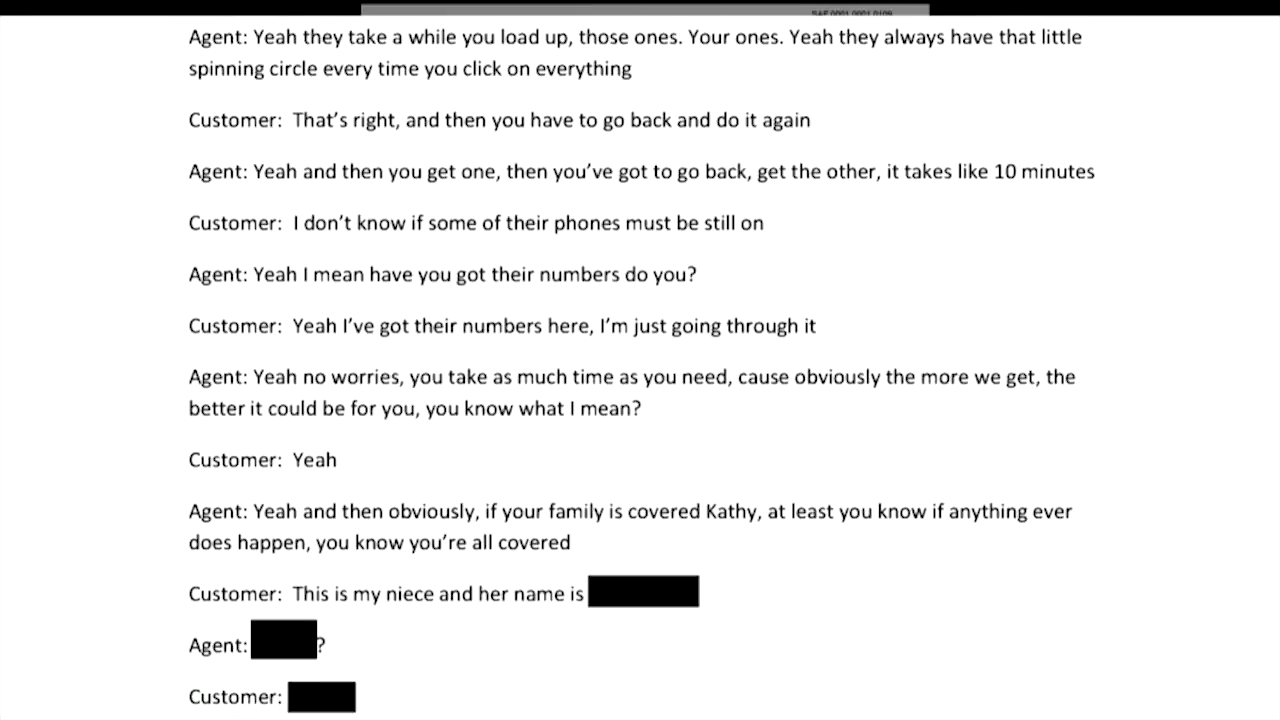 Agent: Yeah they take a while you load up, those ones. Your ones. Yeah they always have that little
spinning circle every time you click on everything
Customer:  That’s right, and then you have to go back and do it again
Agent: Yeah and then you get one, then you’ve got to go back, get the other, it takes like 10 minutes
Customer:  I don’t know if some of their phones must be still on
Agent: Yeah I mean have you got their numbers do you?
Customer:  Yeah I’ve got their numbers here, I’m just going through it
Agent: Yeah no worries, you take as much time as you need, cause obviously the more we get, the
better it could be for you, you know what I mean?
Customer:  Yeah
Agent: Yeah and then obviously, if your family is covered Kathy, at least you know if anything ever
does happen, you know you’re all covered
Customer:  This is my niece and her name is
Agent: ?
Customer: